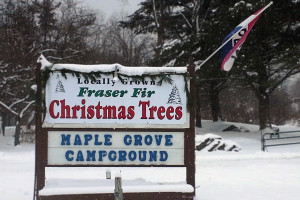 Locally Grown
Fraser Fir
Christmas Trees
MAPLE GROVE
CAMPGROUND